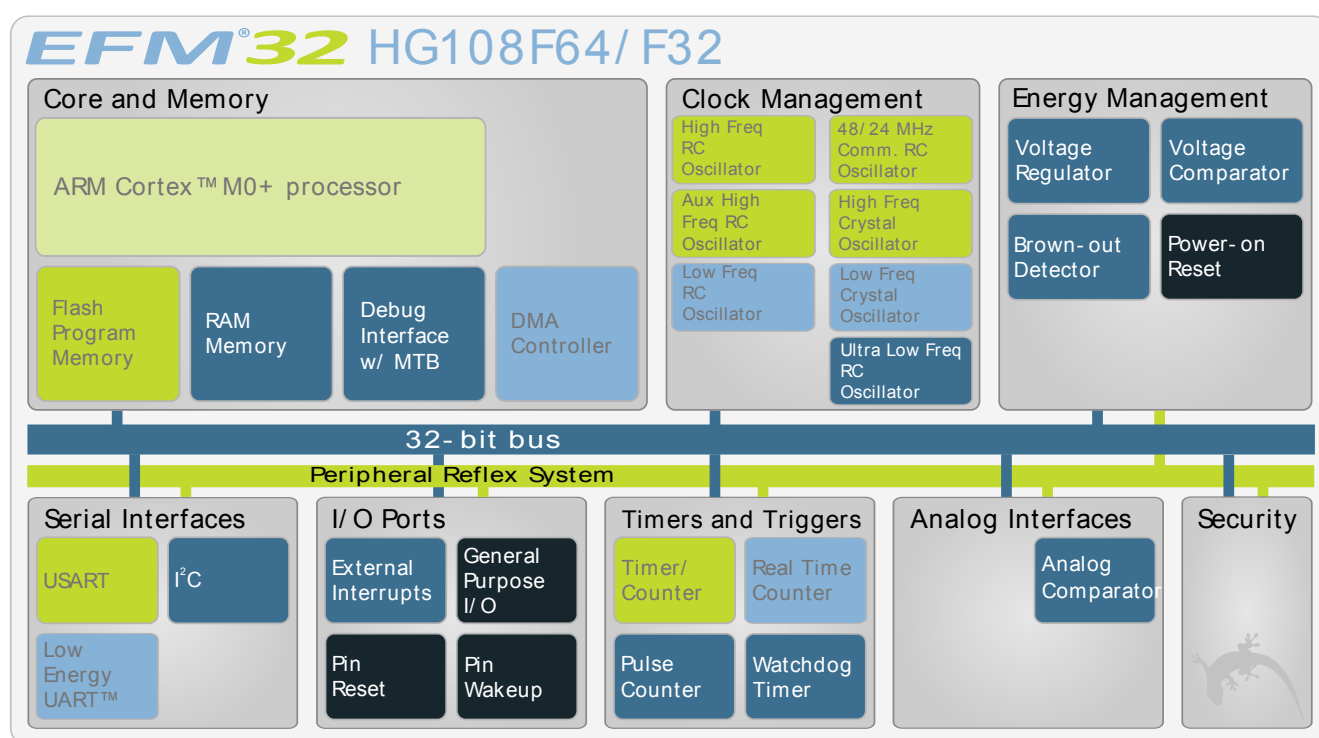 EFM®32 HG108F64/F32
Core and Memory
ARM Cortex™ M0+ processor
Flash
Program
Memory
RAM
Memory
Debug
Interface
w/ MTB
DMA
Controller
Clock Management
High Freq
RC
Oscillator
48/24 MHz
Comm. RC
Oscillator
Aux High
Freq RC
Oscillator
High Freq
Crystal
Oscillator
Low Freq
RC
Oscillator
Low Freq
Crystal
Oscillator
Ultra Low Freq
RC
Oscillator
Energy Management
Voltage
Regulator
Voltage
Comparator
Brown-out
Detector
Power-on
Reset
32-bit bus
Peripheral Reflex System
Serial Interfaces
USART
I²C
Low
Energy
UART™
I/O Ports
External
Interrupts
General
Purpose
I/O
Pin
Reset
Pin
Wakeup
Timers and Triggers
Timer/
Counter
Real Time
Counter
Pulse
Counter
Watchdog
Timer
Analog Interfaces
Analog
Comparator
Security